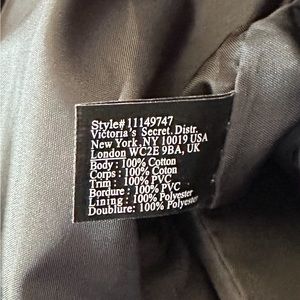 Style# 11149747
Victoria's Secret. Distr.
New York, NY 10019 USA
London WC2E 9BA, UK
Body : 100% Cotton
Corps : 100% Cotton
Trim : 100% PVC
Bordure : 100% PVC
Lining : 100% Polyester
Doublure: 100% Polyester